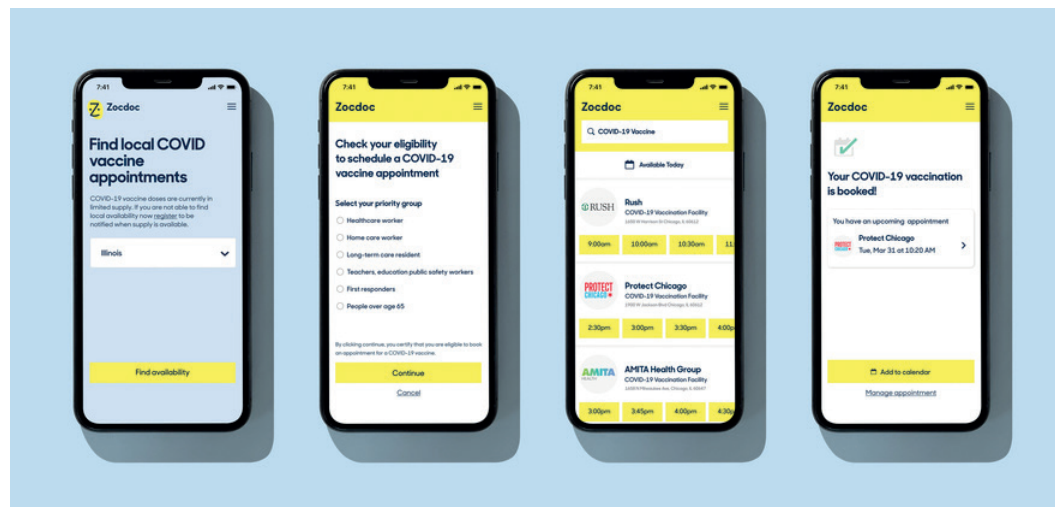 7:41
Zocdoc
Find local COVID
vaccine
appointments
COVID-19 vaccine doses are currently in
limited supply. If you are not able to find
local availability now register to be
notified when supply is available.
Illinois
Find availability
7:41
Zocdoc
Check your eligibility
to schedule a COVID-19
vaccine appointment
Select your priority group
Healthcare worker
Home care worker
Long-term care resident
Teachers, education public safety workers
First responders
People over age 65
By clicking continue, you certify that you are eligible to book
an appointment for a COVID-19 vaccine.
Continue
Cancel
7:41
Zocdoc
COVID-19 Vaccine
Available Today
RUSH
Rush
COVID-19 Vaccination Facility
9:00am 10:00am 10:30am 11:
PROTECT
CHICAGO
Protect Chicago
COVID-19 Vaccination Facility
2:30pm 3:00pm 3:30pm 4:00p
AMITA
HEALTH
AMITA Health Group
COVID-19 Vaccination Facility
3:00pm 3:45pm 4:00pm 4:30p
7:41
Zocdoc
Your COVID-19 vaccination
is booked!
You have an upcoming appointment
PROTECT
CHICAGO
Protect Chicago
Tue, Mar 31 at 10:20 AM
Add to calendar
Manage appointment